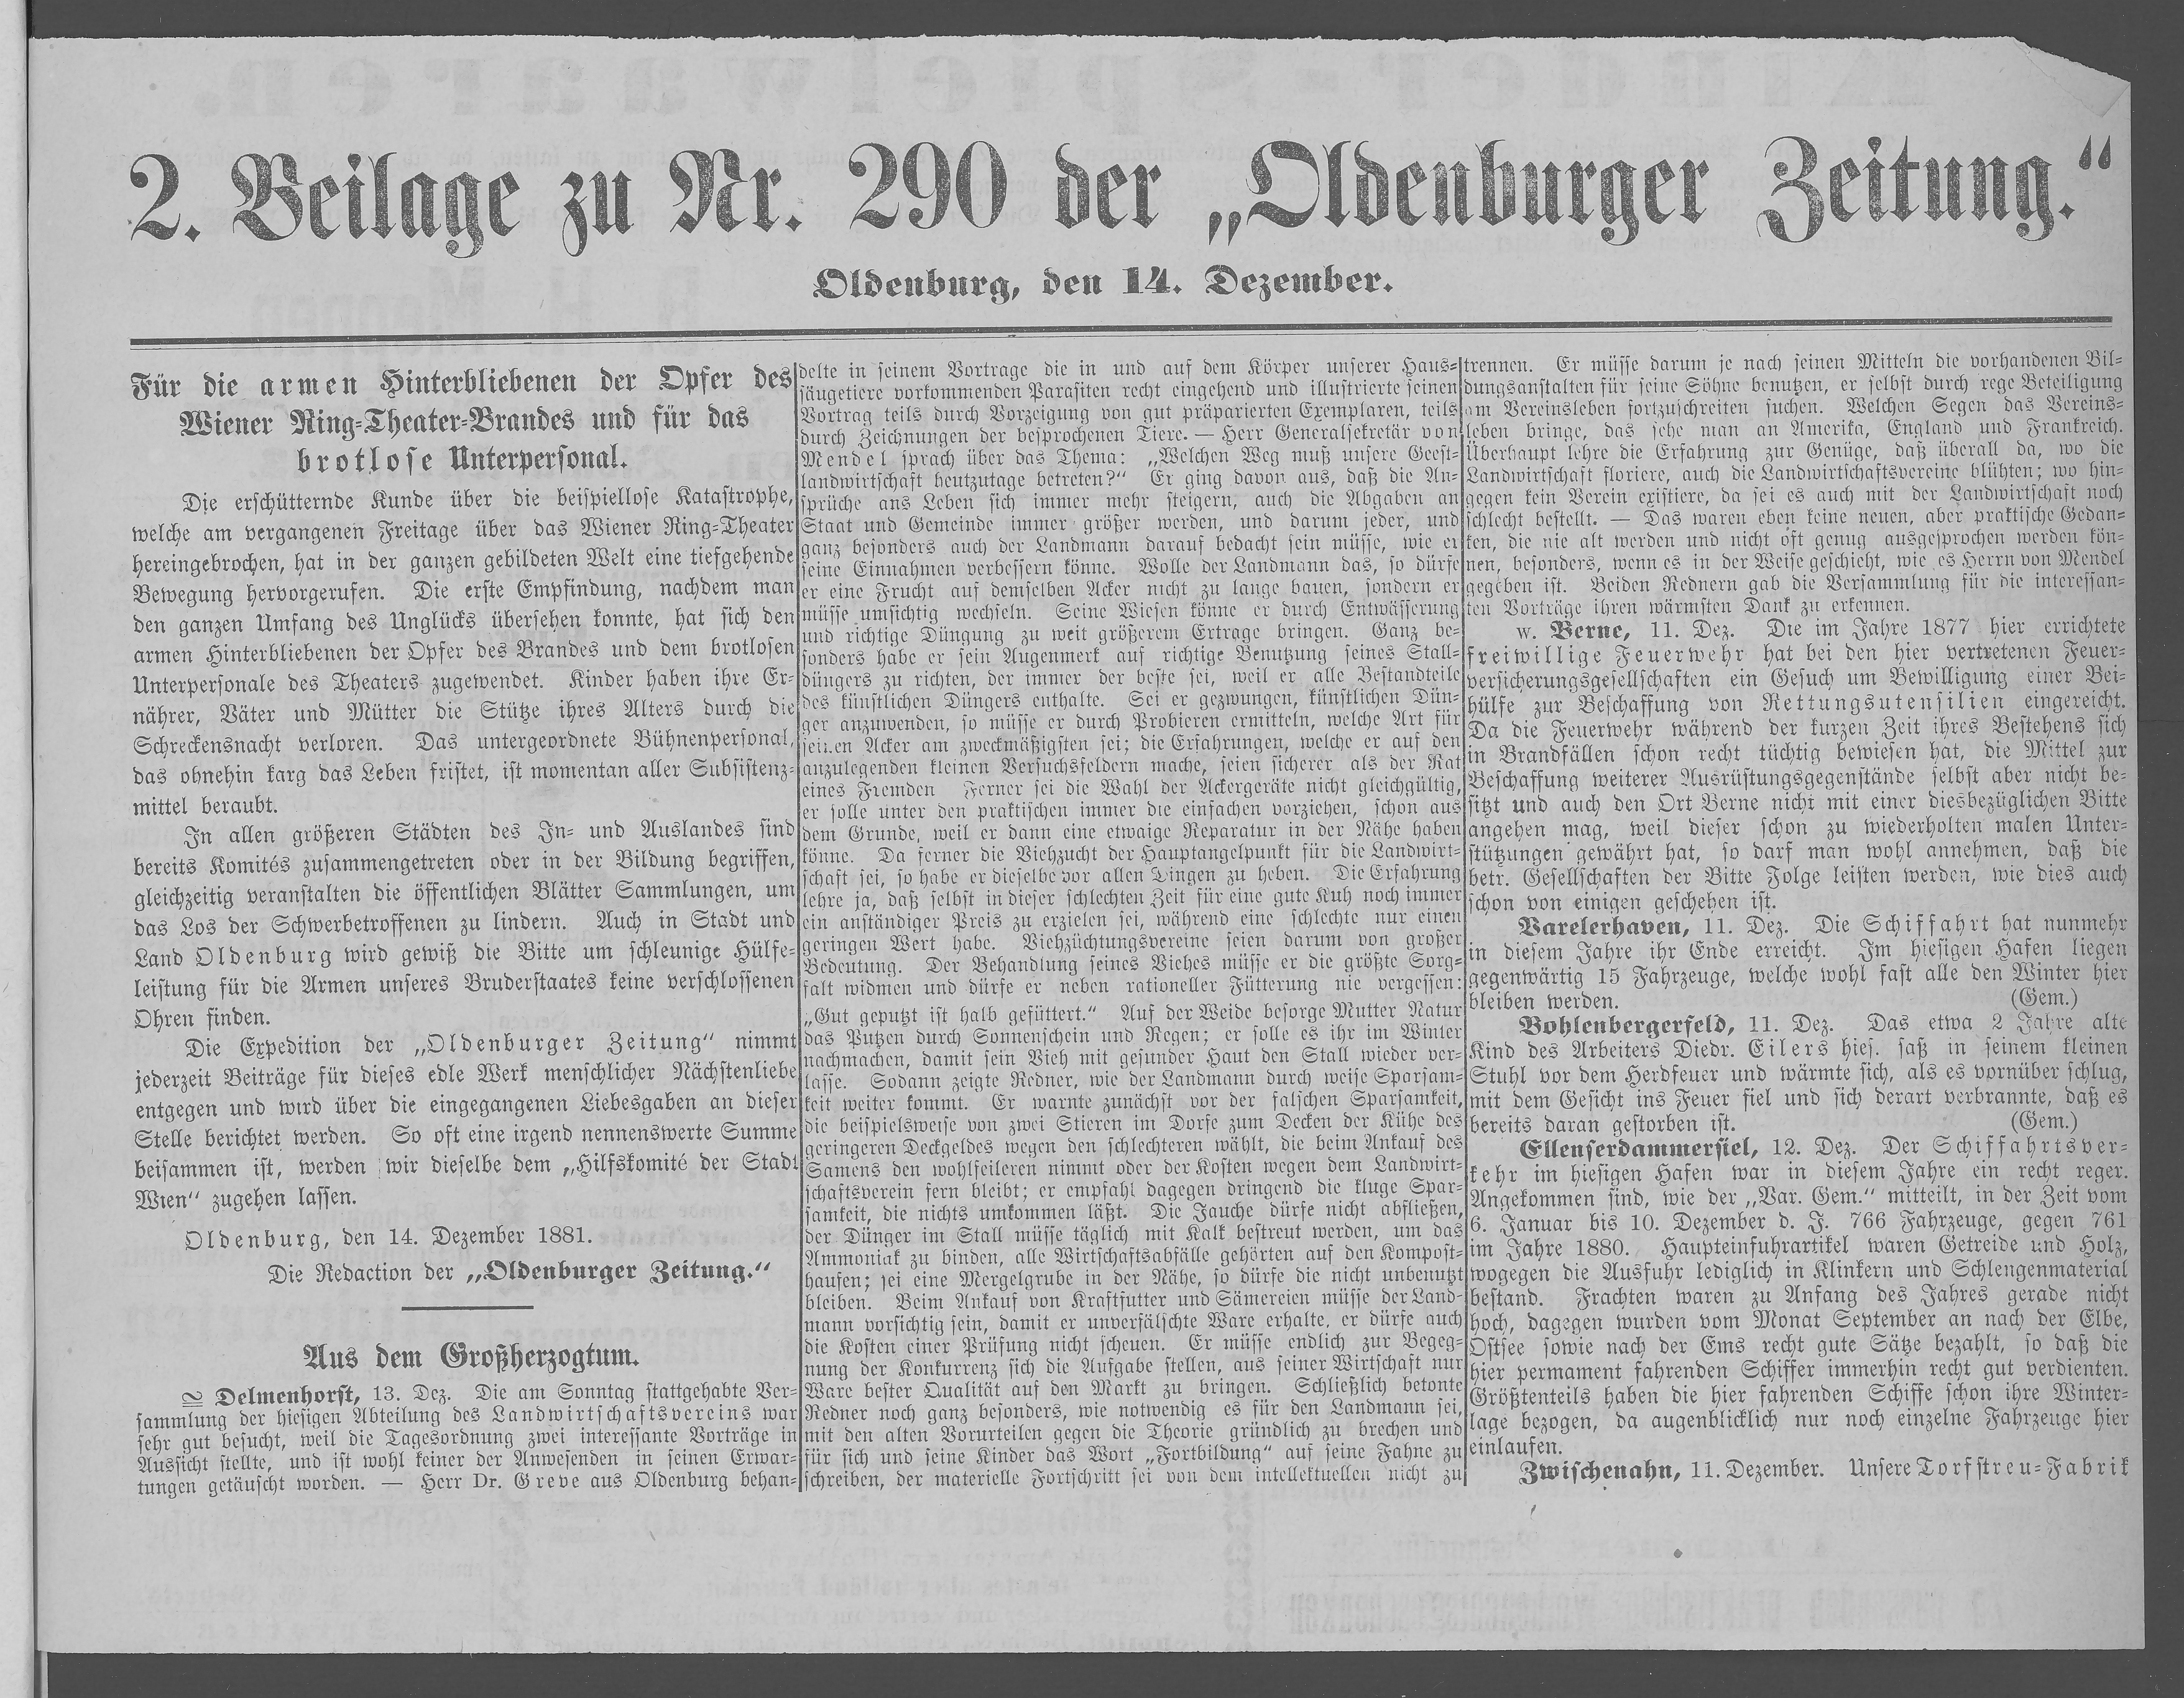 2. Beilage zu Nr. 290 der „Oldenburger Zeitung.“
Oldenburg, den 14. Dezember.
Für die armen Hinterbliebenen der Opfer des
Wiener Ring-Theater-Brandes und für das
brotlose Unterpersonal.
Die erschütternde Kunde über die beispiellose Katastrophe,
welche am vergangenen Freitage über das Wiener Ring-Theater
hereingebrochen, hat in der ganzen gebildeten Welt eine tiefgehende
Bewegung hervorgerufen. Die erste Empfindung, nachdem man
den ganzen Umfang des Unglücks übersehen konnte, hat sich den
armen Hinterbliebenen der Opfer des Brandes und dem brotlosen
Unterpersonale des Theaters zugewendet. Kinder haben ihre Er-
nährer, Väter und Mütter die Stütze ihres Alters durch die
Schreckensnacht verloren. Das untergeordnete Bühnenpersonal,
das ohnehin karg das Leben fristet, ist momentan aller Subsistenz-
mittel beraubt.
In allen größeren Städten des In- und Auslandes sind
bereits Komités zusammengetreten oder in der Bildung begriffen,
gleichzeitig veranstalten die öffentlichen Blätter Sammlungen, um
das Los der Schwerbetroffenen zu lindern. Auch in Stadt und
Land Oldenburg wird gewiß die Bitte um schleunige Hülfe-
leistung für die Armen unseres Bruderstaates keine verschlossenen
Ohren finden.
Die Expedition der „Oldenburger Zeitung“ nimmt
jederzeit Beiträge für dieses edle Werk menschlicher Nächstenliebe
entgegen und wird über die eingegangenen Liebesgaben an dieser
Stelle berichtet werden. So oft eine irgend nennenswerte Summe
beisammen ist, werden wir dieselbe dem „Hilfskomité der Stadt
Wien“ zugehen lassen.
Oldenburg, den 14. Dezember 1881.
Die Redaction der „Oldenburger Zeitung.“
Aus dem Großherzogtum.
≌ Delmenhorst, 13. Dez. Die am Sonntag stattgehabte Ver-
sammlung der hiesigen Abteilung des Landwirtschaftsvereins war
sehr gut besucht, weil die Tagesordnung zwei interessante Vorträge in
Aussicht stellte, und ist wohl keiner der Anwesenden in seinen Erwar-
tungen getäuscht worden. — Herr Dr. Greve aus Oldenburg behan-
delte in seinem Vortrage die in und auf dem Körper unserer Haus-
säugetiere vorkommenden Parasiten recht eingehend und illustrierte seinen
Vortrag teils durch Vorzeigung von gut präparierten Exemplaren, teils
durch Zeichnungen der besprochenen Tiere. — Herr Generalsekretär von
Mendel sprach über das Thema: „Welchen Weg muß unsere Geest-
landwirtschaft heutzutage betreten?“ Er ging davon aus, daß die An-
sprüche ans Leben sich immer mehr steigern, auch die Abgaben an
Staat und Gemeinde immer größer werden, und darum jeder, und
ganz besonders auch der Landmann darauf bedacht sein müsse, wie er
seine Einnahmen verbessern könne. Wolle der Landmann das, so dürfe
er eine Frucht auf demselben Acker nicht zu lange bauen, sondern er
müsse umsichtig wechseln. Seine Wiesen könne er durch Entwässerung
und richtige Düngung zu weit größerem Ertrage bringen. Ganz be-
sonders habe er sein Augenmerk auf richtige Benutzung seines Stall-
düngers zu richten, der immer der beste sei, weil er alle Bestandteile
des künstlichen Düngers enthalte. Sei er gezwungen, künstlichen Dün-
ger anzuwenden, so müsse er durch Probieren ermitteln, welche Art für
seinen Acker am zweckmäßigsten sei; die Erfahrungen, welche er auf den
anzulegenden kleinen Versuchsfeldern mache, seien sicherer als der Rat
eines Fremden Ferner sei die Wahl der Ackergeräte nicht gleichgültig,
er solle unter den praktischen immer die einfachen vorziehen, schon aus
dem Grunde, weil er dann eine etwaige Reparatur in der Nähe haben
könne. Da ferner die Viehzucht der Hauptangelpunkt für die Landwirt-
schaft sei, so habe er dieselbe vor allen Dingen zu heben. Die Erfahrung
lehre ja, daß selbst in dieser schlechten Zeit für eine gute Kuh noch immer
ein anständiger Preis zu erzielen sei, während eine schlechte nur einen
geringen Wert habe. Viehzüchtungsvereine seien darum von großer
Bedeutung. Der Behandlung seines Viehes müsse er die größte Sorg-
falt widmen und dürfe er neben rationeller Fütterung nie vergessen:
„Gut geputzt ist halb gefüttert.“ Auf der Weide besorge Mutter Natur
das Putzen durch Sonnenschein und Regen; er solle es ihr im Winter
nachmachen, damit sein Vieh mit gesunder Haut den Stall wieder ver-
lasse. Sodann zeigte Redner, wie der Landmann durch weise Sparsam-
keit weiter kommt. Er warnte zunächst vor der falschen Sparsamkeit,
die beispielsweise von zwei Stieren im Dorfe zum Decken der Kühe des
geringeren Deckgeldes wegen den schlechteren wählt, die beim Ankauf des
Samens den wohlfeileren nimmt oder der Kosten wegen dem Landwirt-
schaftsverein fern bleibt; er empfahl dagegen dringend die kluge Spar-
samkeit, die nichts umkommen läßt. Die Jauche dürfe nicht abfließen,
der Dünger im Stall müsse täglich mit Kalk bestreut werden, um das
Ammoniak zu binden, alle Wirtschaftsabfälle gehörten auf den Kompost-
haufen; sei eine Mergelgrube in der Nähe, so dürfe die nicht unbenutzt
bleiben. Beim Ankauf von Kraftfutter und Sämereien müsse der Land-
mann vorsichtig sein, damit er unverfälschte Ware erhalte, er dürfe auch
die Kosten einer Prüfung nicht scheuen. Er müsse endlich zur Begeg-
nung der Konkurrenz sich die Aufgabe stellen, aus seiner Wirtschaft nur
Ware bester Qualität auf den Markt zu bringen. Schließlich betonte
Redner noch ganz besonders, wie notwendig es für den Landmann sei,
mit den alten Vorurteilen gegen die Theorie gründlich zu brechen und
für sich und seine Kinder das Wort „Fortbildung“ auf seine Fahne zu
schreiben, der materielle Fortschritt sei von dem intellektuellen nicht zu
trennen. Er müsse darum je nach seinen Mitteln die vorhandenen Bil-
dungsanstalten für seine Söhne benutzen, er selbst durch rege Beteiligung
am Vereinsleben fortzuschreiten suchen. Welchen Segen das Vereins-
leben bringe, das sehe man an Amerika, England und Frankreich.
Überhaupt lehre die Erfahrung zur Genüge, daß überall da, wo die
Landwirtschaft floriere, auch die Landwirtschaftsvereine blühten; wo hin-
gegen kein Verein existiere, da sei es auch mit der Landwirtschaft noch
schlecht bestellt. — Das waren eben keine neuen, aber praktische Gedan-
ken, die nie alt werden und nicht oft genug ausgesprochen werden kön-
nen, besonders, wenn es in der Weise geschieht, wie es Herrn von Mendel
gegeben ist. Beiden Rednern gab die Versammlung für die interessan-
ten Vorträge ihren wärmsten Dank zu erkennen.
w. Berne, 11. Dez. Die im Jahre 1877 hier errichtete
freiwillige Feuerwehr hat bei den hier vertretenen Feuer-
versicherungsgesellschaften ein Gesuch um Bewilligung einer Bei-
hülfe zur Beschaffung von Rettungsutensilien eingereicht.
Da die Feuerwehr während der kurzen Zeit ihres Bestehens sich
in Brandfällen schon recht tüchtig bewiesen hat, die Mittel zur
Beschaffung weiterer Ausrüstungsgegenstände selbst aber nicht be-
sitzt und auch den Ort Berne nicht mit einer diesbezüglichen Bitte
angehen mag, weil dieser schon zu wiederholten malen Unter-
stützungen gewährt hat, so darf man wohl annehmen, daß die
betr. Gesellschaften der Bitte Folge leisten werden, wie dies auch
schon von einigen geschehen ist.
Varelerhaven, 11. Dez. Die Schiffahrt hat nunmehr
in diesem Jahre ihr Ende erreicht. Im hiesigen Hafen liegen
gegenwärtig 15 Fahrzeuge, welche wohl fast alle den Winter hier
bleiben werden. (Gem.)
Bohlenbergerfeld, 11. Dez. Das etwa 2 Jahre alte
Kind des Arbeiters Diedr. Eilers hies. saß in seinem kleinen
Stuhl vor dem Herdfeuer und wärmte sich, als es vornüber schlug,
mit dem Gesicht ins Feuer fiel und sich derart verbrannte, daß es
bereits daran gestorben ist. (Gem.)
Ellenserdammersiel, 12. Dez. Der Schiffahrtsver-
kehr im hiesigen Hafen war in diesem Jahre ein recht reger.
Angekommen sind, wie der „Var. Gem.“ mitteilt, in der Zeit vom
6. Januar bis 10. Dezember d. J. 766 Fahrzeuge, gegen 761
im Jahre 1880. Haupteinfuhrartikel waren Getreide und Holz,
wogegen die Ausfuhr lediglich in Klinkern und Schlengenmaterial
bestand. Frachten waren zu Anfang des Jahres gerade nicht
hoch, dagegen wurden vom Monat September an nach der Elbe,
Ostsee sowie nach der Ems recht gute Sätze bezahlt, so daß die
hier permament fahrenden Schiffer immerhin recht gut verdienten.
Größtenteils haben die hier fahrenden Schiffe schon ihre Winter-
lage bezogen, da augenblicklich nur noch einzelne Fahrzeuge hier
einlaufen.
Zwischenahn, 11. Dezember. Unsere Torfstreu-Fabrik